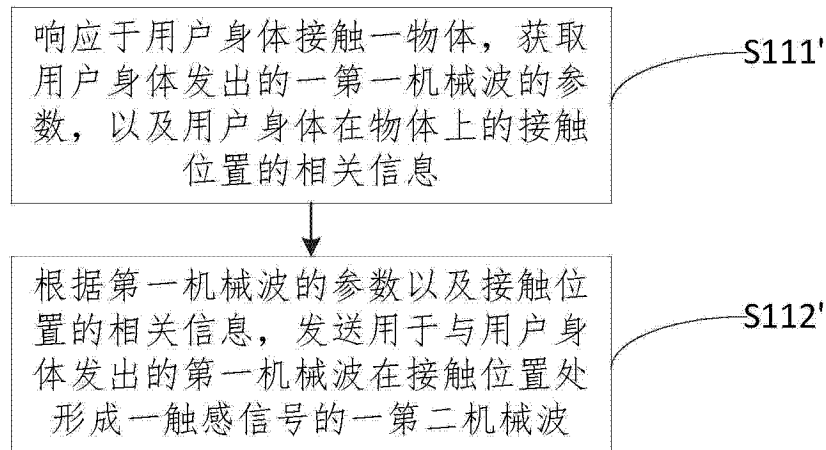 响应于用户身体接触一物体，获取
用户身体发出的一第一机械波的参
数，以及用户身体在物体上的接触
位置的相关信息
S111'
根据第一机械波的参数以及接触位
置的相关信息，发送用于与用户身
体发出的第一机械波在接触位置处
形成一触感信号的一第二机械波
S112'